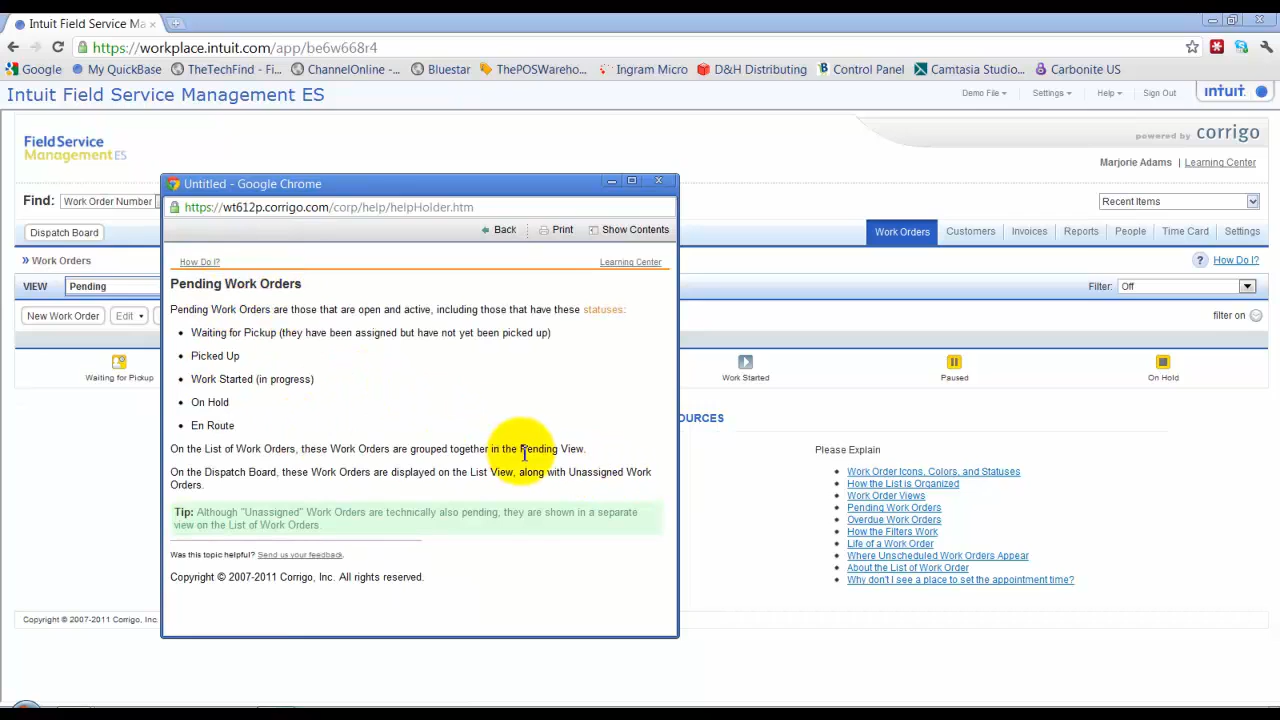 Intuit Field Service Ma
https://workplace.intuit.com/app/be6w668r4
Google
My QuickBase
TheTechFind - Fi...
ChannelOnline - ...
Bluestar
ThePOSWareho...
Ingram Micro
D&H Distributing
Control Panel
Camtasia Studio...
Carbonite US
Intuit Field Service Management ES
Demo File
Settings
Help
Sign Out
intuit.
FieldService
Management ES
powered by corrigo
Marjorie Adams | Learning Center
Find: Work Order Number
Recent Items
Dispatch Board
Work Orders
Customers
Invoices
Reports
People
Time Card
Settings
» Work Orders
? How Do I?
VIEW Pending
Filter: Off
New Work Order
Edit
filter on
Waiting for Pickup
Work Started
Paused
On Hold
Untitled - Google Chrome
https://wt612p.corrigo.com/corp/help/helpHolder.htm
Back
Print
Show Contents
How Do I?
Learning Center
Pending Work Orders
Pending Work Orders are those that are open and active, including those that have these statuses:
• Waiting for Pickup (they have been assigned but have not yet been picked up)
• Picked Up
• Work Started (in progress)
• On Hold
• En Route
On the List of Work Orders, these Work Orders are grouped together in the Pending View.
On the Dispatch Board, these Work Orders are displayed on the List View, along with Unassigned Work
Orders.
Tip: Although "Unassigned" Work Orders are technically also pending, they are shown in a separate
view on the List of Work Orders.
Was this topic helpful? Send us your feedback.
Copyright © 2007-2011 Corrigo, Inc. All rights reserved.
OURCES
Please Explain
• Work Order Icons, Colors, and Statuses
• How the List is Organized
• Work Order Views
• Pending Work Orders
• Overdue Work Orders
• How the Filters Work
• Life of a Work Order
• Where Unscheduled Work Orders Appear
• About the List of Work Order
• Why don't I see a place to set the appointment time?
Copyright © 2007-2011 Corrigo, Inc.